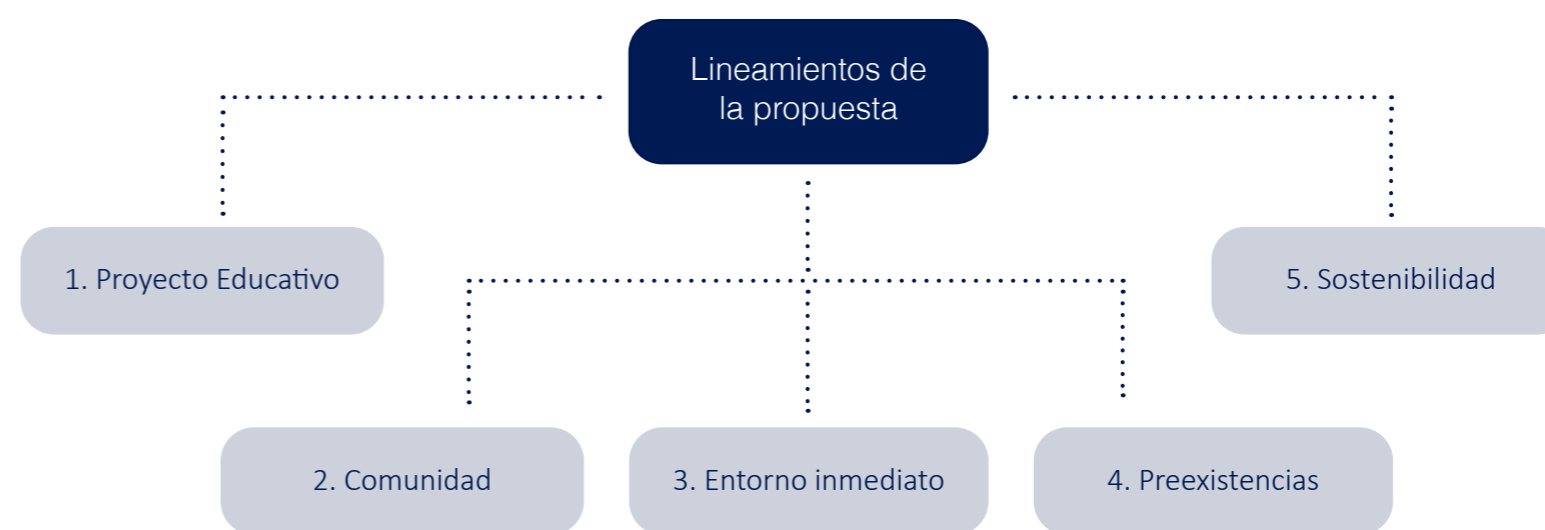 Lineamientos de
la propuesta
1. Proyecto Educativo
5. Sostenibilidad
2. Comunidad
3. Entorno inmediato
4. Preexistencias